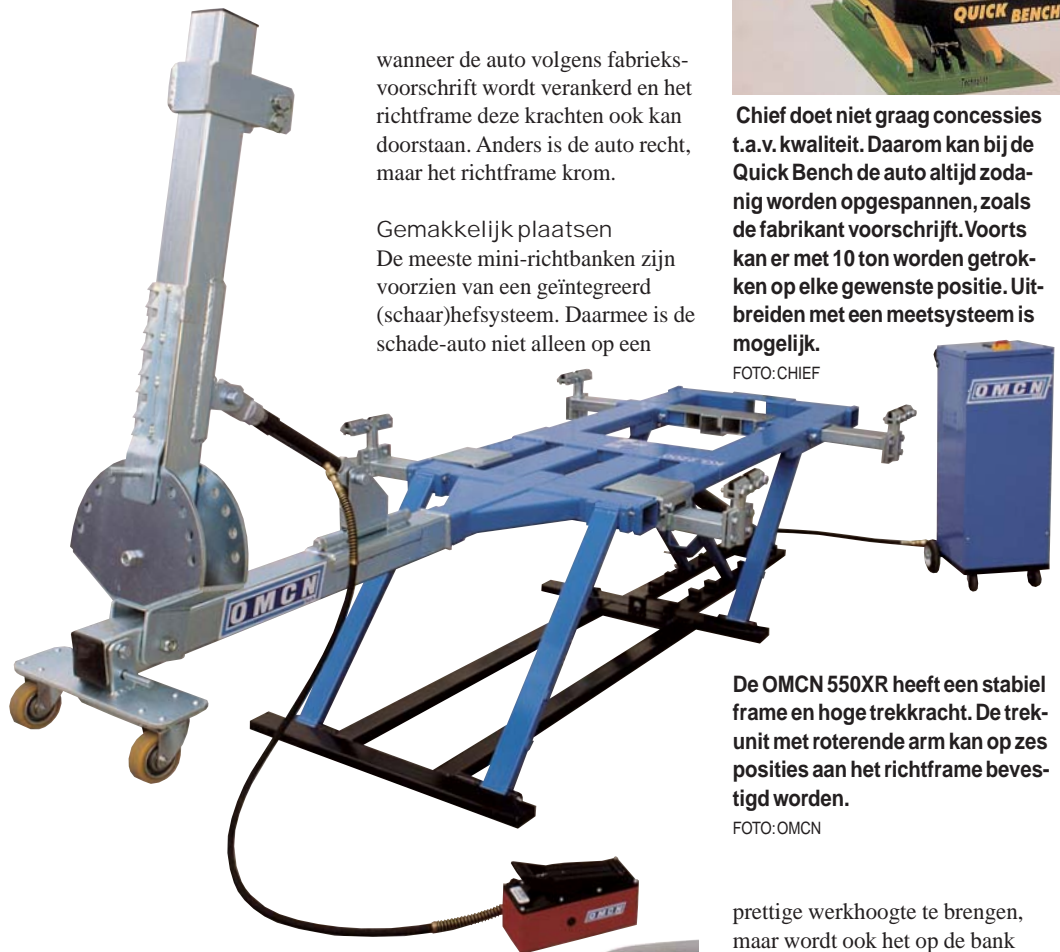 wanneer de auto volgens fabrieks-
voorschrift wordt verankerd en het
richtframe deze krachten ook kan
doorstaan. Anders is de auto recht,
maar het richtframe krom.
Gemakkelijk plaatsen
De meeste mini-richtbanken zijn
voorzien van een geïntegreerd
(schaar)hefsysteem. Daarmee is de
schade-auto niet alleen op een
QUICK BENCH
Chief doet niet graag concessies
t.a.v. kwaliteit. Daarom kan bij de
Quick Bench de auto altijd zoda-
nig worden opgespannen, zoals
de fabrikant voorschrijft. Voorts
kan er met 10 ton worden getrok-
ken op elke gewenste positie. Uit-
breiden met een meetsysteem is
mogelijk.
FOTO: CHIEF
OMCN
OMCN
OMCN
De OMCN 550XR heeft een stabiel
frame en hoge trekkracht. De trek-
unit met roterende arm kan op zes
posities aan het richtframe beves-
tigd worden.
FOTO: OMCN
prettige werkhoogte te brengen,
maar wordt ook het op de bank